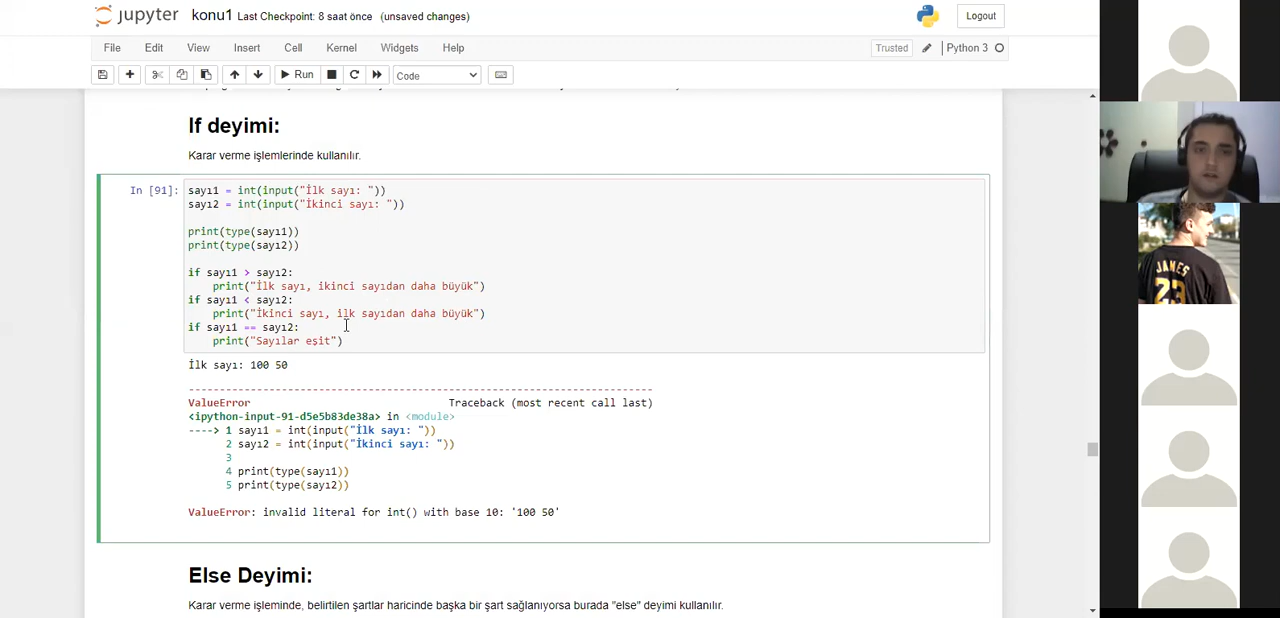 jupyter konu1 Last Checkpoint: 8 saat önce (unsaved changes)
Logout
File Edit View Insert Cell Kernel Widgets Help
Trusted Python 3
Run Code
If deyimi:
Karar verme işlemlerinde kullanılır.
In [91]:
sayı1 = int(input("İlk sayı: "))
sayı2 = int(input("İkinci sayı: "))
print(type(sayı1))
print(type(sayı2))
if sayı1 > sayı2:
print("İlk sayı, ikinci sayıdan daha büyük")
if sayı1 < sayı2:
print("İkinci sayı, ilk sayıdan daha büyük")
if sayı1 == sayı2:
print("Sayılar eşit")
İlk sayı: 100 50
---------------------------------------------------------------------------
ValueError Traceback (most recent call last)
<ipython-input-91-d5e5b83de38a> in <module>
----> 1 sayı1 = int(input("İlk sayı: "))
2 sayı2 = int(input("İkinci sayı: "))
3
4 print(type(sayı1))
5 print(type(sayı2))
ValueError: invalid literal for int() with base 10: '100 50'
Else Deyimi:
Karar verme işleminde, belirtilen şartlar haricinde başka bir şart sağlanıyorsa burada "else" deyimi kullanılır.
JAMES
23